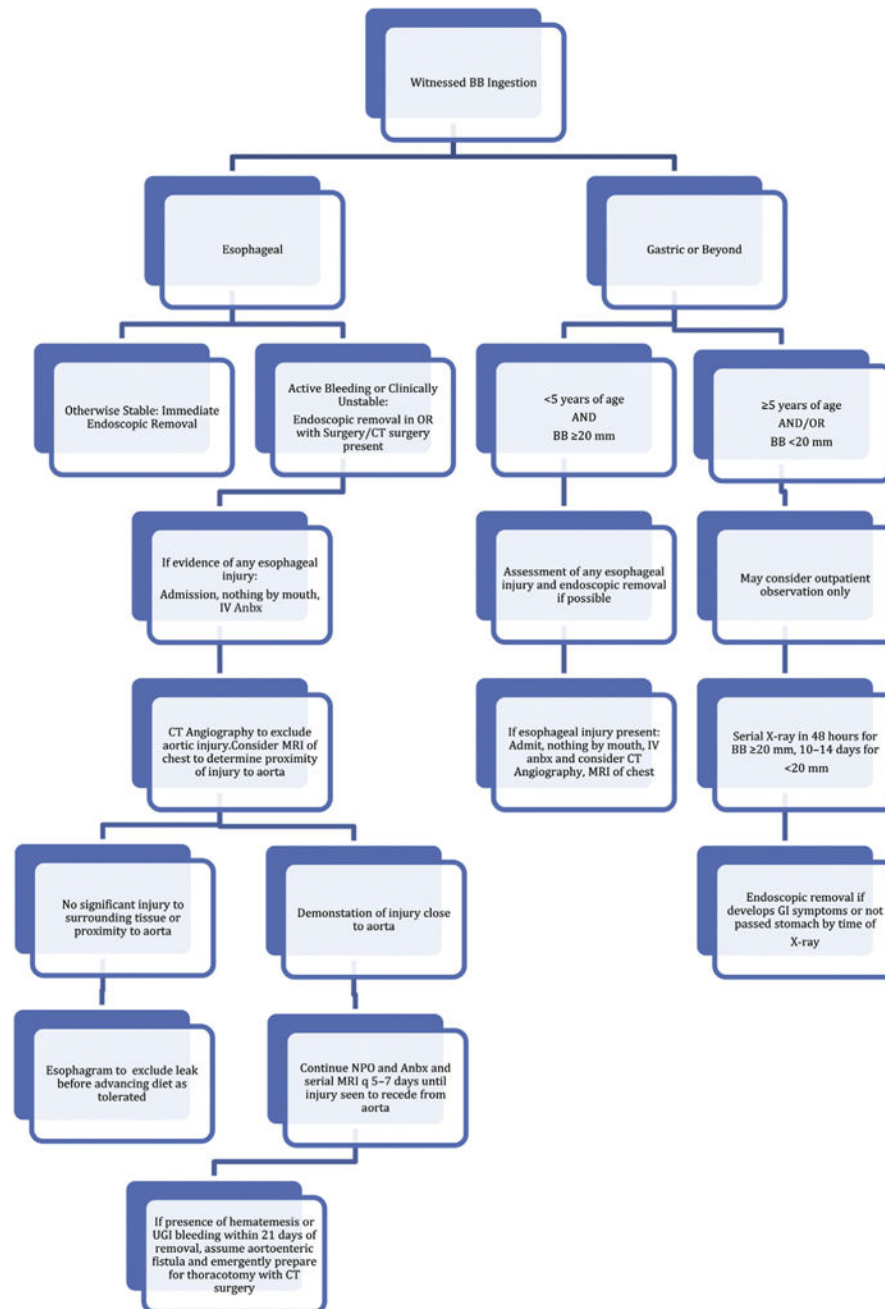 Witnessed BB Ingestion
Esophageal
Gastric or Beyond
Otherwise Stable: Immediate
Endoscopic Removal
Active Bleeding or Clinically
Unstable:
Endoscopic removal in OR
with Surgery/CT surgery
present
<5 years of age
AND
BB ≥20 mm
≥5 years of age
AND/OR
BB <20 mm
If evidence of any esophageal
injury:
Admission, nothing by mouth,
IV Anbx
Assessment of any esophageal
injury and endoscopic removal
if possible
May consider outpatient
observation only
CT Angiography to exclude
aortic injury.Consider MRI of
chest to determine proximity
of injury to aorta
If esophageal injury present:
Admit, nothing by mouth, IV
anbx and consider CT
Angiography, MRI of chest
Serial X-ray in 48 hours for
BB ≥20 mm, 10–14 days for
<20 mm
No significant injury to
surrounding tissue or
proximity to aorta
Demonstation of injury close
to aorta
Endoscopic removal if
develops GI symptoms or not
passed stomach by time of
X-ray
Esophagram to exclude leak
before advancing diet as
tolerated
Continue NPO and Anbx and
serial MRI q 5–7 days until
injury seen to recede from
aorta
If presence of hematemesis or
UGI bleeding within 21 days of
removal, assume aortoenteric
fistula and emergently prepare
for thoracotomy with CT
surgery